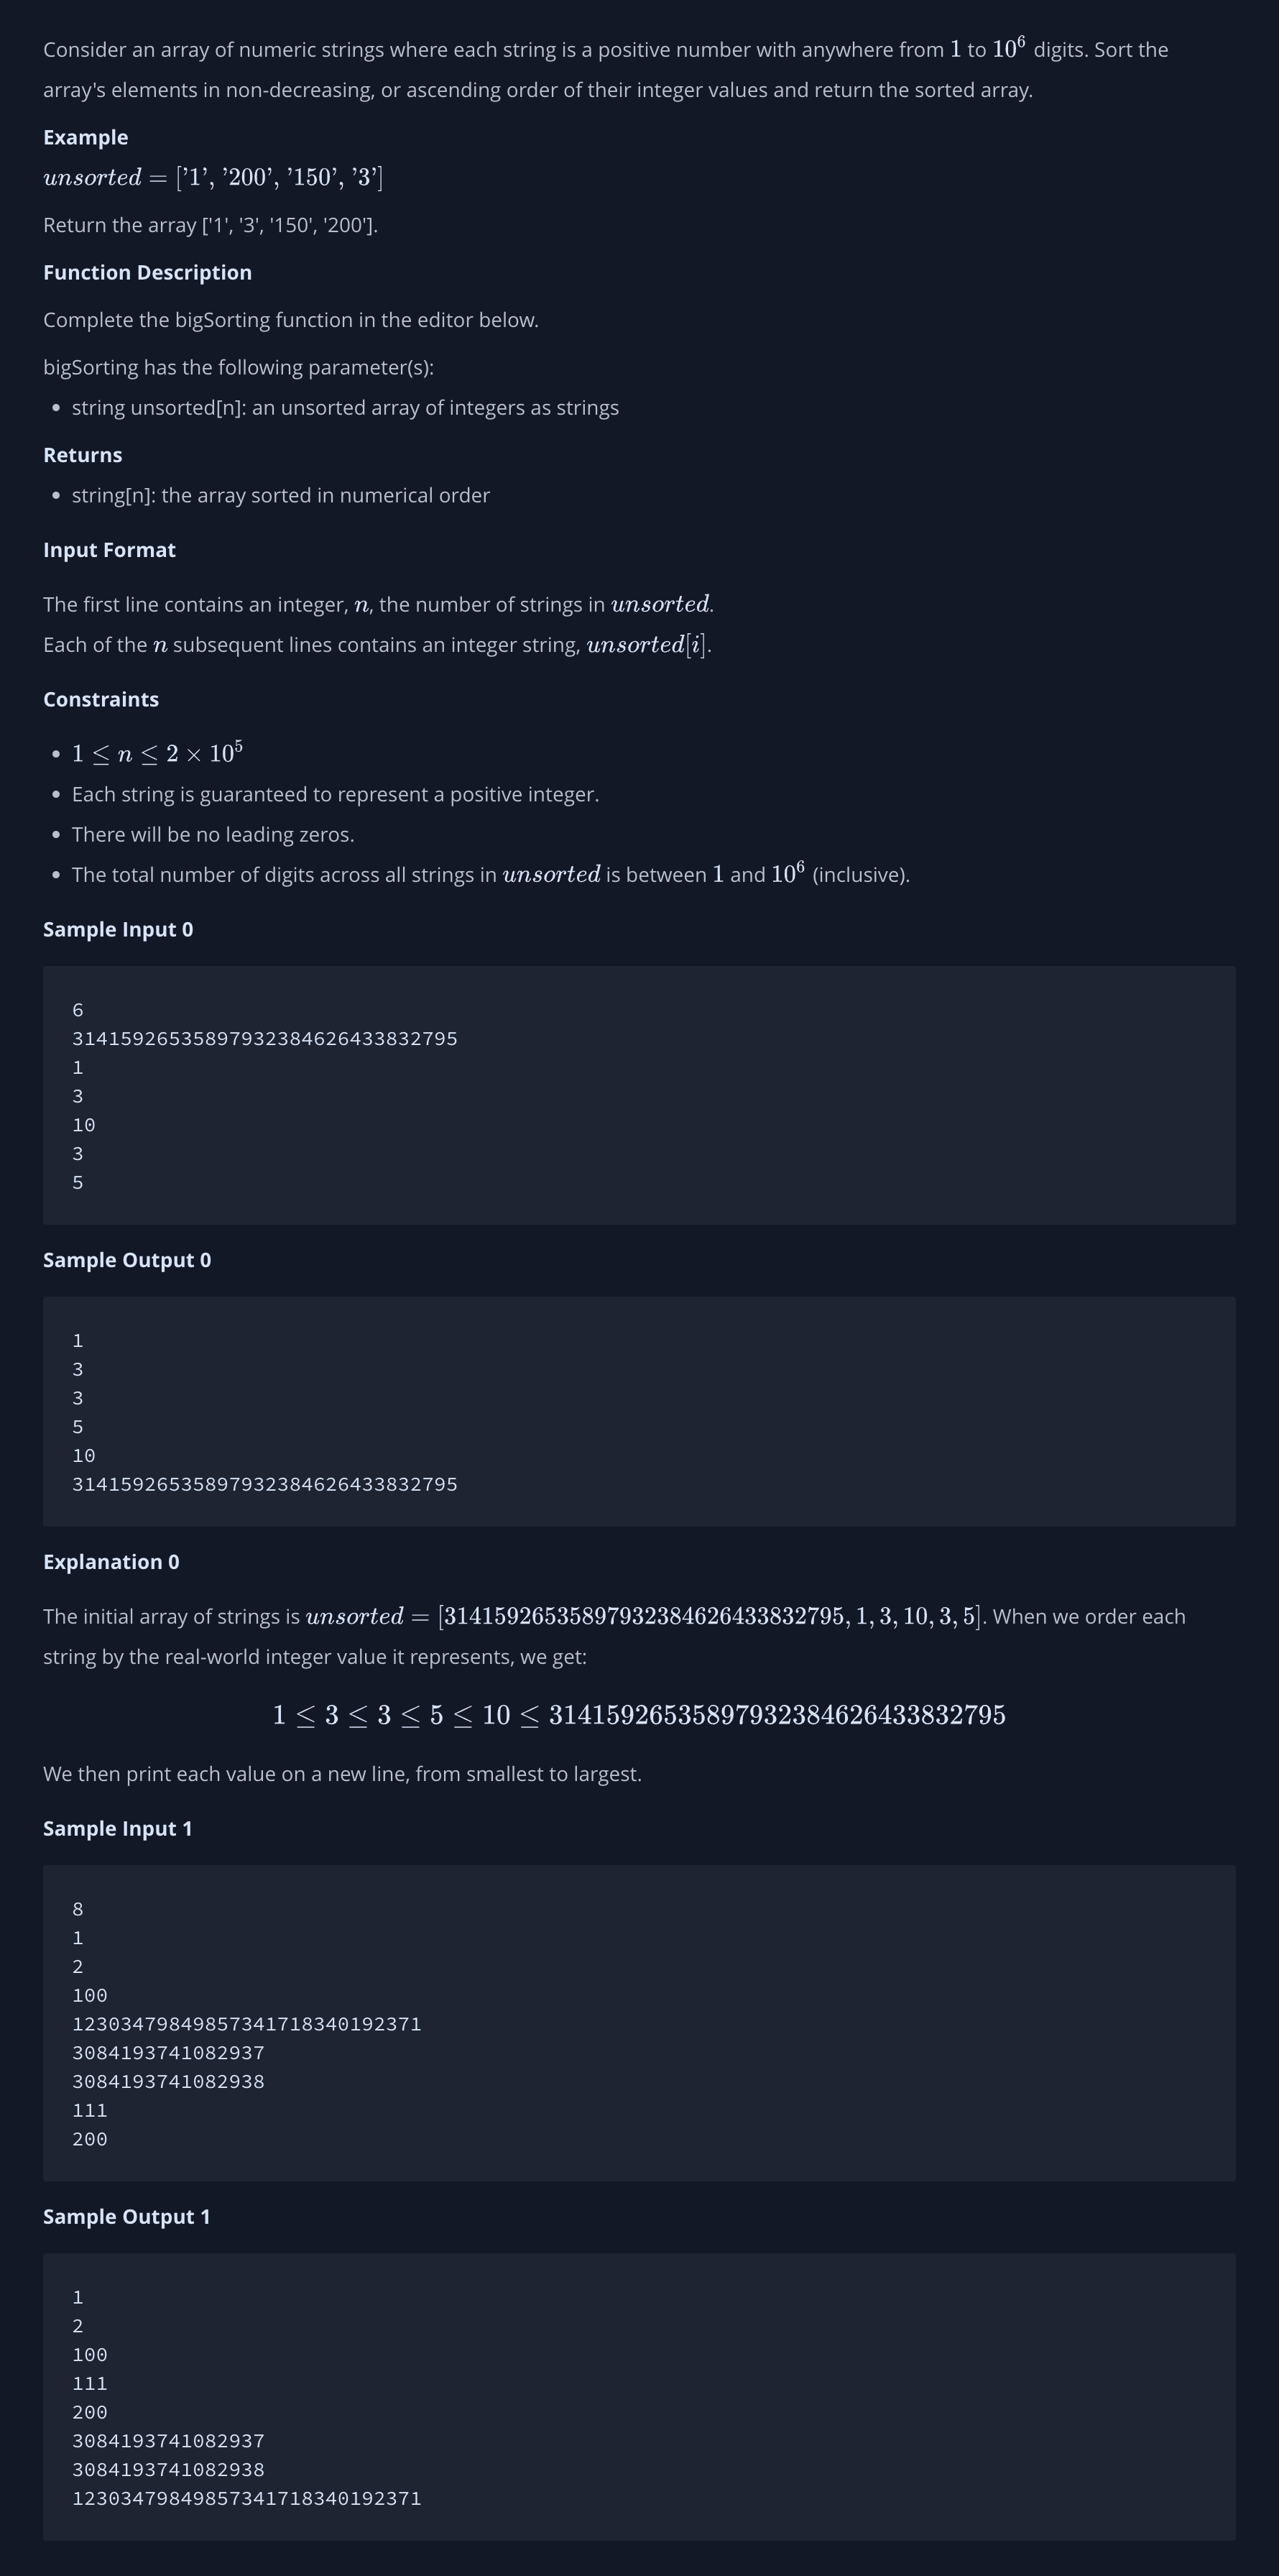 Consider an array of numeric strings where each string is a positive number with anywhere from 1 to 10^6 digits. Sort the
array's elements in non-decreasing, or ascending order of their integer values and return the sorted array.
Example
unsorted = ['1', '200', '150', '3']
Return the array ['1', '3', '150', '200'].
Function Description
Complete the bigSorting function in the editor below.
bigSorting has the following parameter(s):
• string unsorted[n]: an unsorted array of integers as strings
Returns
• string[n]: the array sorted in numerical order
Input Format
The first line contains an integer, n, the number of strings in unsorted.
Each of the n subsequent lines contains an integer string, unsorted[i].
Constraints
• 1 ≤ n ≤ 2 × 10^5
• Each string is guaranteed to represent a positive integer.
• There will be no leading zeros.
• The total number of digits across all strings in unsorted is between 1 and 10^6 (inclusive).
Sample Input 0
6
31415926535897932384626433832795
1
3
10
3
5
Sample Output 0
1
3
3
5
10
31415926535897932384626433832795
Explanation 0
The initial array of strings is unsorted = [31415926535897932384626433832795, 1, 3, 10, 3, 5]. When we order each
string by the real-world integer value it represents, we get:
1 ≤ 3 ≤ 3 ≤ 5 ≤ 10 ≤ 31415926535897932384626433832795
We then print each value on a new line, from smallest to largest.
Sample Input 1
8
1
2
100
12303479849857341718340192371
3084193741082937
3084193741082938
111
200
Sample Output 1
1
2
100
111
200
3084193741082937
3084193741082938
12303479849857341718340192371